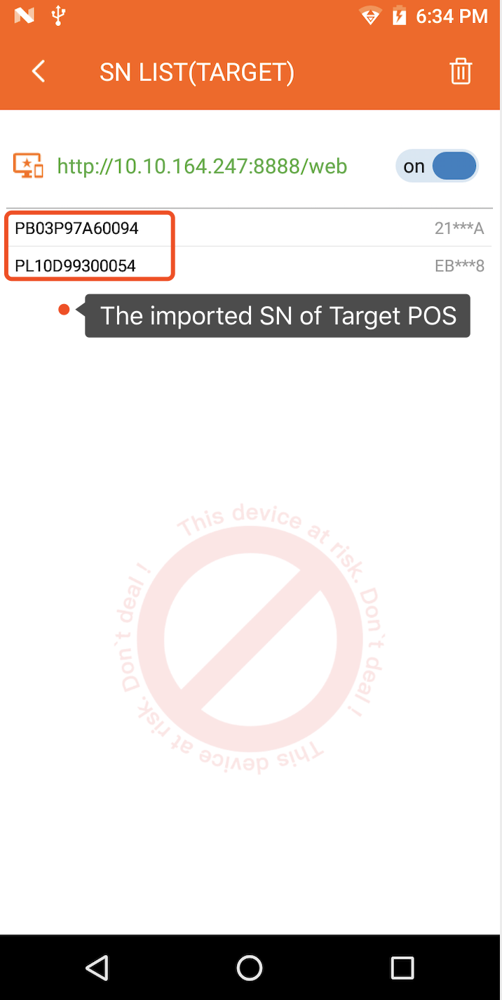 6:34 PM
SN LIST(TARGET)
http://10.10.164.247:8888/web
on
PB03P97A60094 21***A
PL10D99300054 EB***8
The imported SN of Target POS
This device at risk. Don`t deal !
This device at risk. Don`t deal !